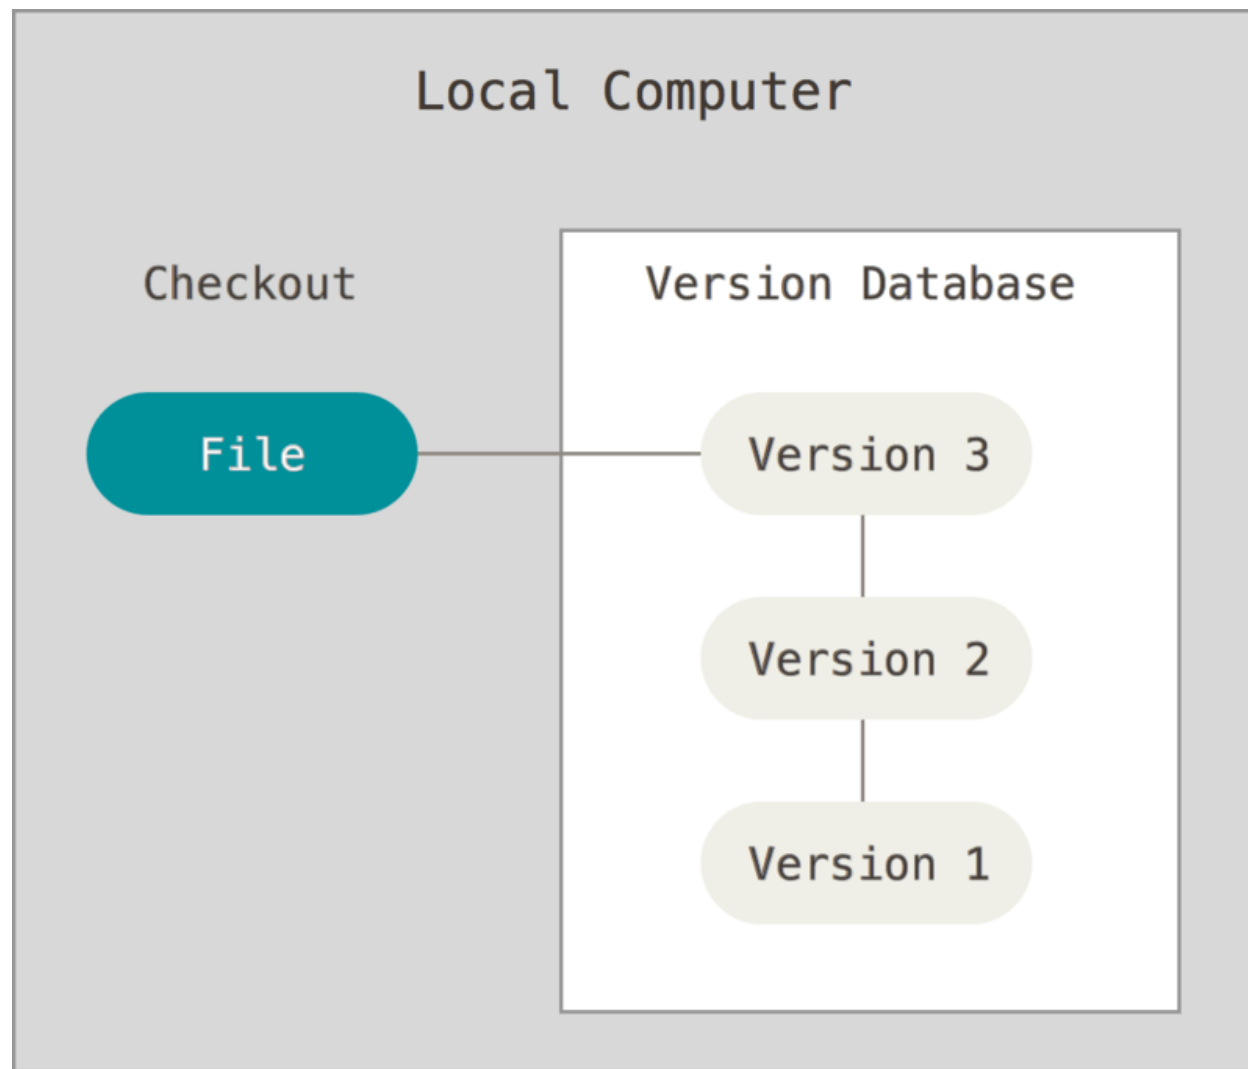 Local Computer
Checkout
Version Database
File
Version 3
Version 2
Version 1